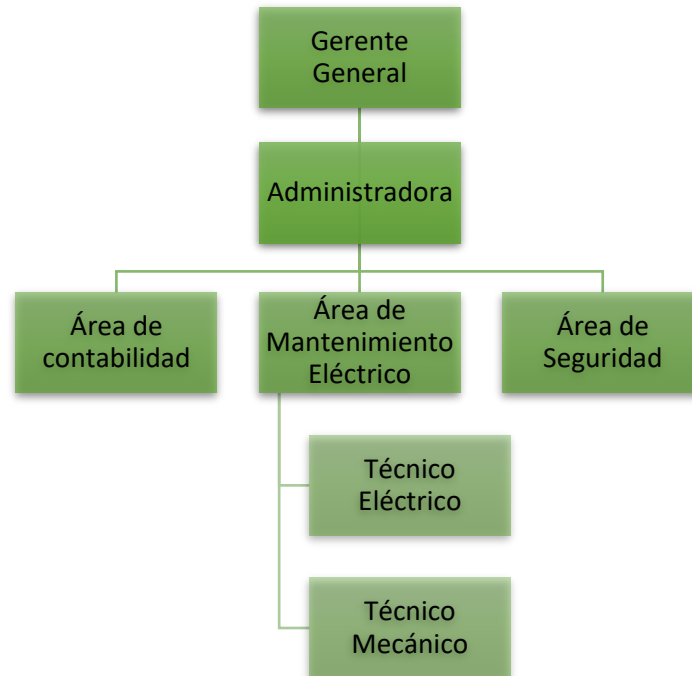 Gerente
General
Administradora
Área de
contabilidad
Área de
Mantenimiento
Eléctrico
Área de
Seguridad
Técnico
Eléctrico
Técnico
Mecánico